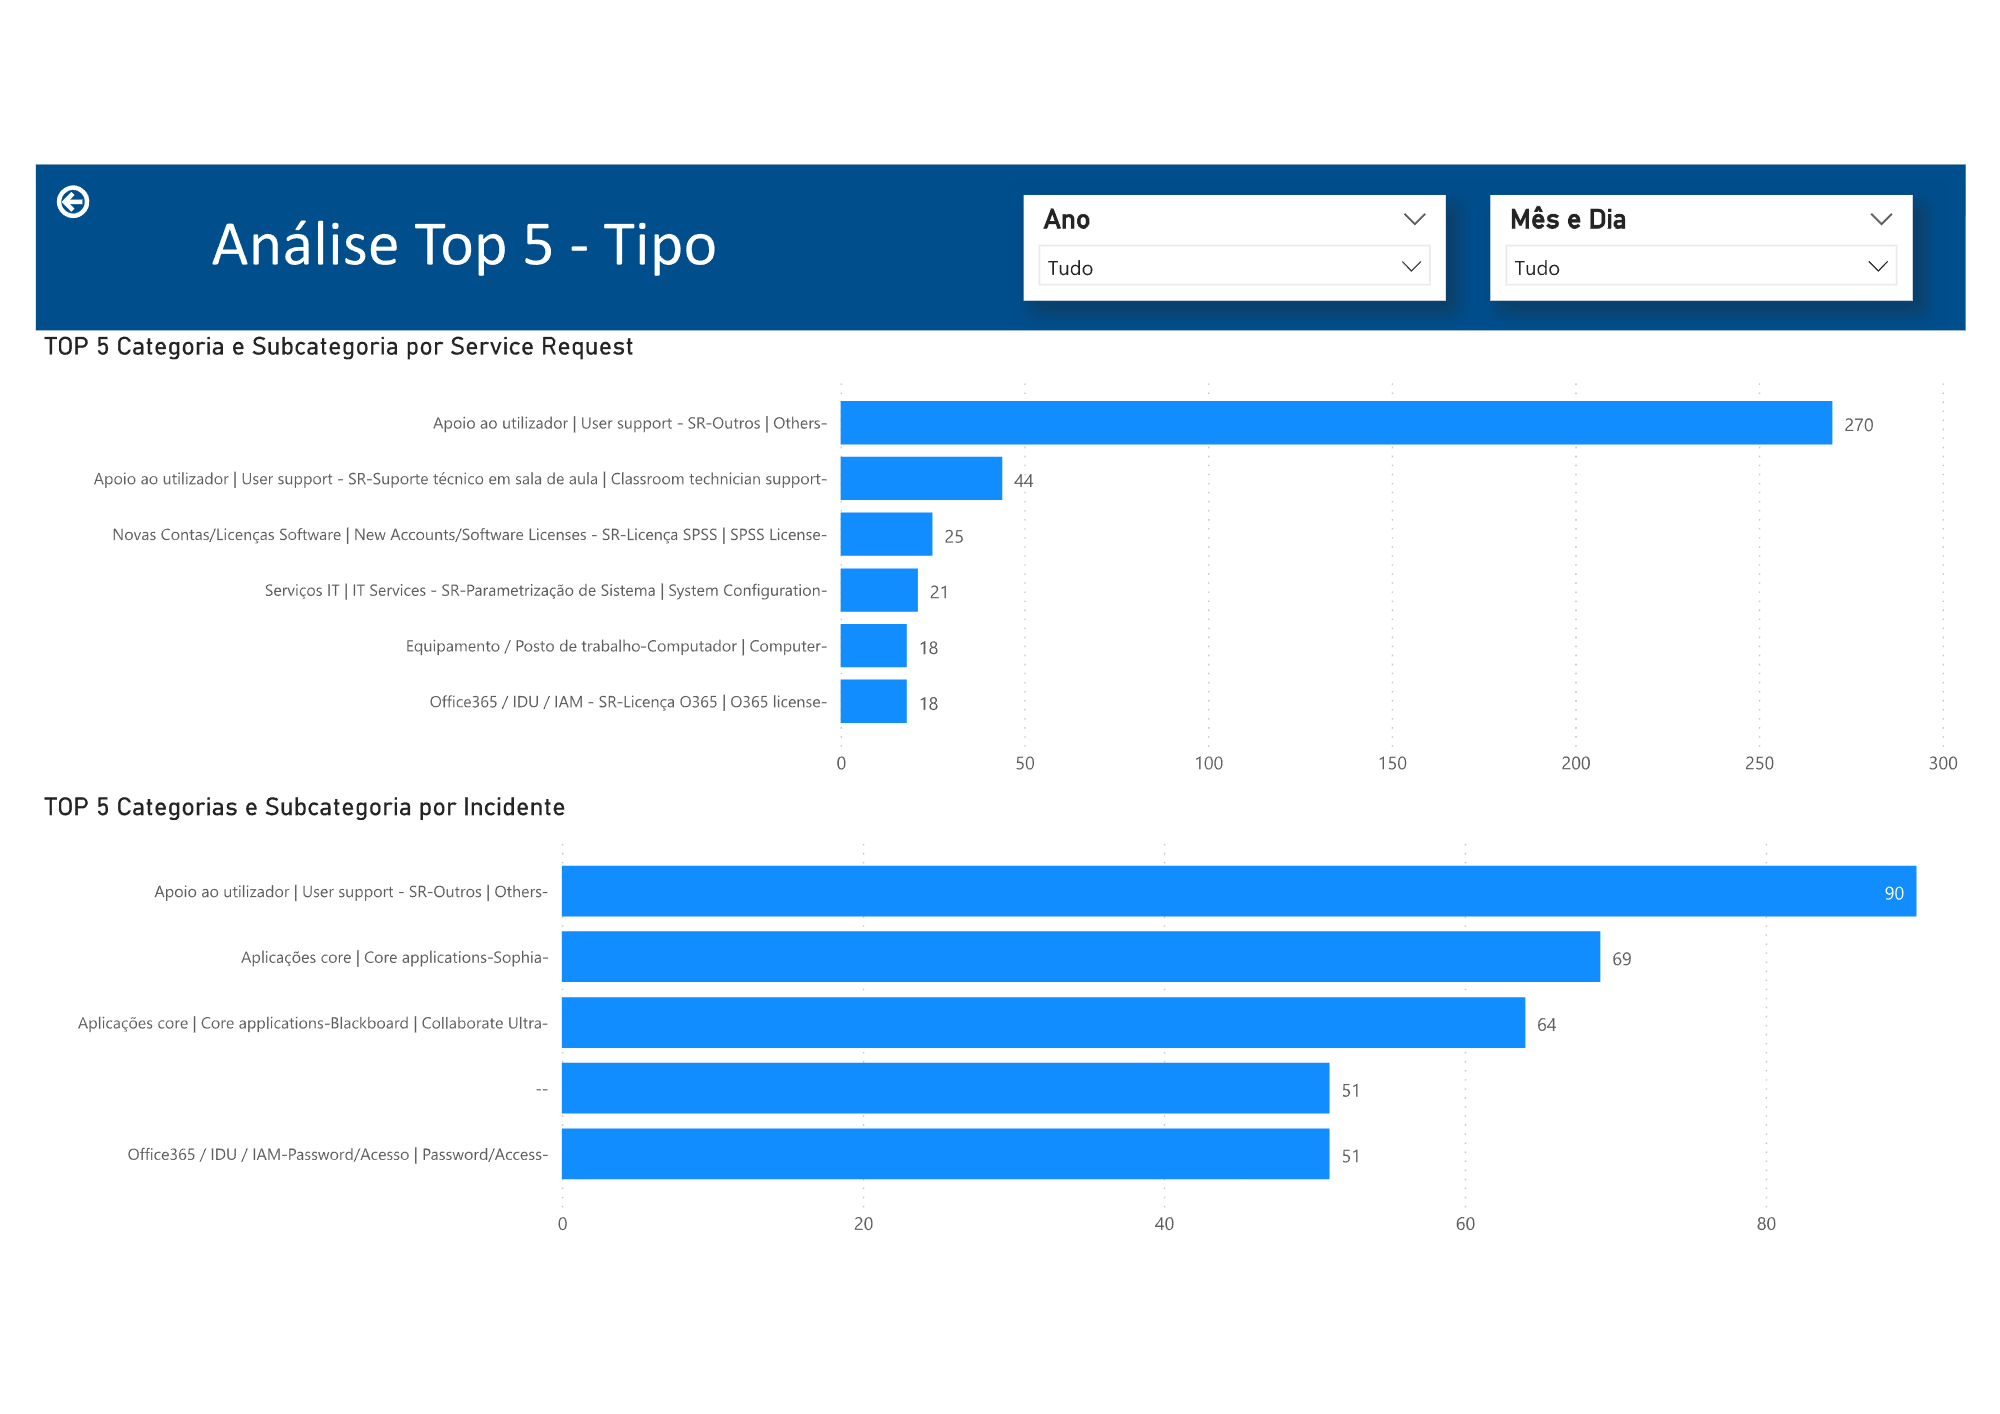 Análise Top 5 - Tipo
Ano
Tudo
Mês e Dia
Tudo
TOP 5 Categoria e Subcategoria por Service Request
Apoio ao utilizador | User support - SR-Outros | Others-
270
Apoio ao utilizador | User support - SR-Suporte técnico em sala de aula | Classroom technician support-
44
Novas Contas/Licenças Software | New Accounts/Software Licenses - SR-Licença SPSS | SPSS License-
25
Serviços IT | IT Services - SR-Parametrização de Sistema | System Configuration-
21
Equipamento / Posto de trabalho-Computador | Computer-
18
Office365 / IDU / IAM - SR-Licença O365 | O365 license-
18
0 50 100 150 200 250 300
TOP 5 Categorias e Subcategoria por Incidente
Apoio ao utilizador | User support - SR-Outros | Others-
90
Aplicações core | Core applications-Sophia-
69
Aplicações core | Core applications-Blackboard | Collaborate Ultra-
64
--
51
Office365 / IDU / IAM-Password/Acesso | Password/Access-
51
0 20 40 60 80